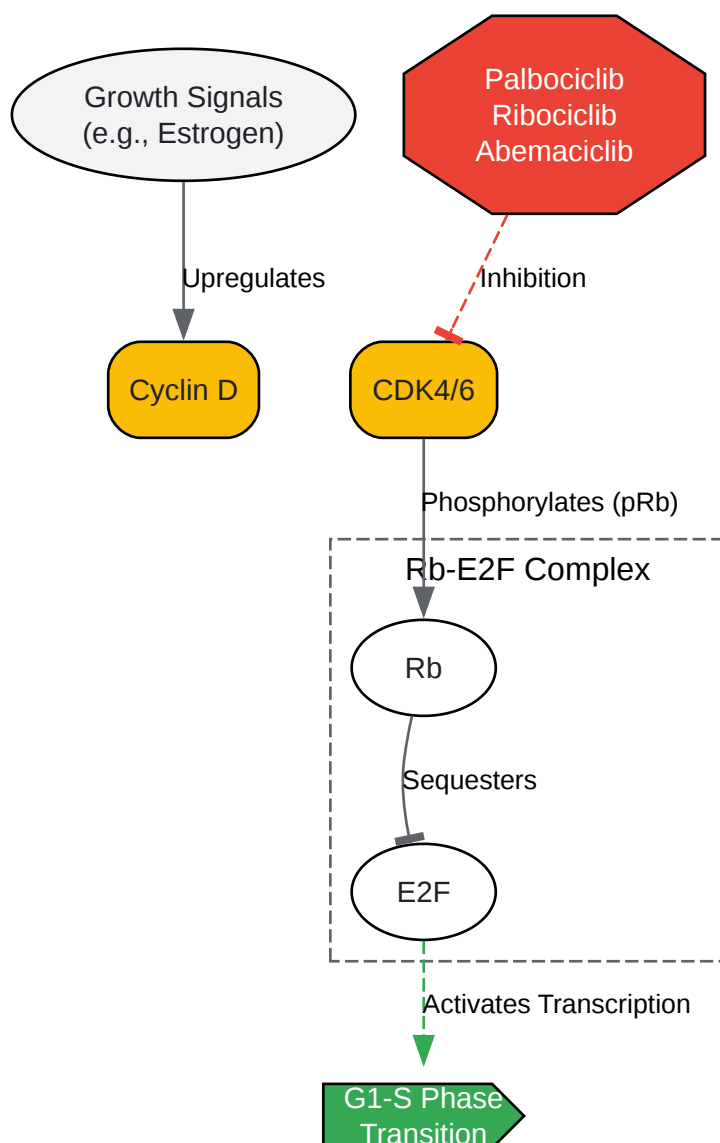 Growth Signals
(e.g., Estrogen)
Palbociclib
Ribociclib
Abemaciclib
Upregulates
Inhibition
Cyclin D
CDK4/6
Phosphorylates (pRb)
Rb-E2F Complex
Rb
Sequesters
E2F
Activates Transcription
G1-S Phase
Transition